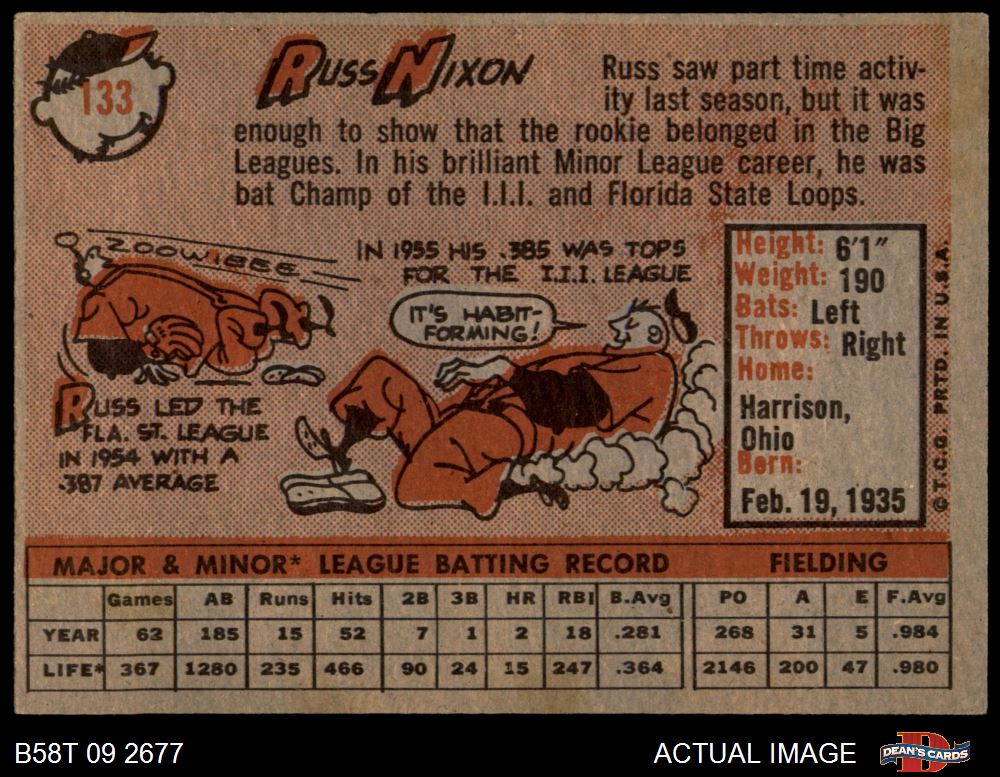 133
Russ Nixon
Russ saw part time activ-
ity last season, but it was
enough to show that the rookie belonged in the Big
Leagues. In his brilliant Minor League career, he was
bat Champ of the I.I.I. and Florida State Loops.
ZOOWIEEE
IN 1955 HIS .385 WAS TOPS
FOR THE I.I.I. LEAGUE
IT'S HABIT-
FORMING!
RUSS LED THE
FLA. ST. LEAGUE
IN 1954 WITH A
.387 AVERAGE
Height: 6'1"
Weight: 190
Bats: Left
Throws: Right
Home:
Harrison,
Ohio
Born:
Feb. 19, 1935
© T.C.G. PRTD. IN U.S.A.
MAJOR & MINOR* LEAGUE BATTING RECORD FIELDING
Games AB Runs Hits 2B 3B HR RBI B.Avg PO A E F.Avg
YEAR 62 185 15 52 7 1 2 18 .281 268 31 5 .984
LIFE* 367 1280 235 466 90 24 15 247 .364 2146 200 47 .980
B58T 09 2677 ACTUAL IMAGE DEAN'S CARDS